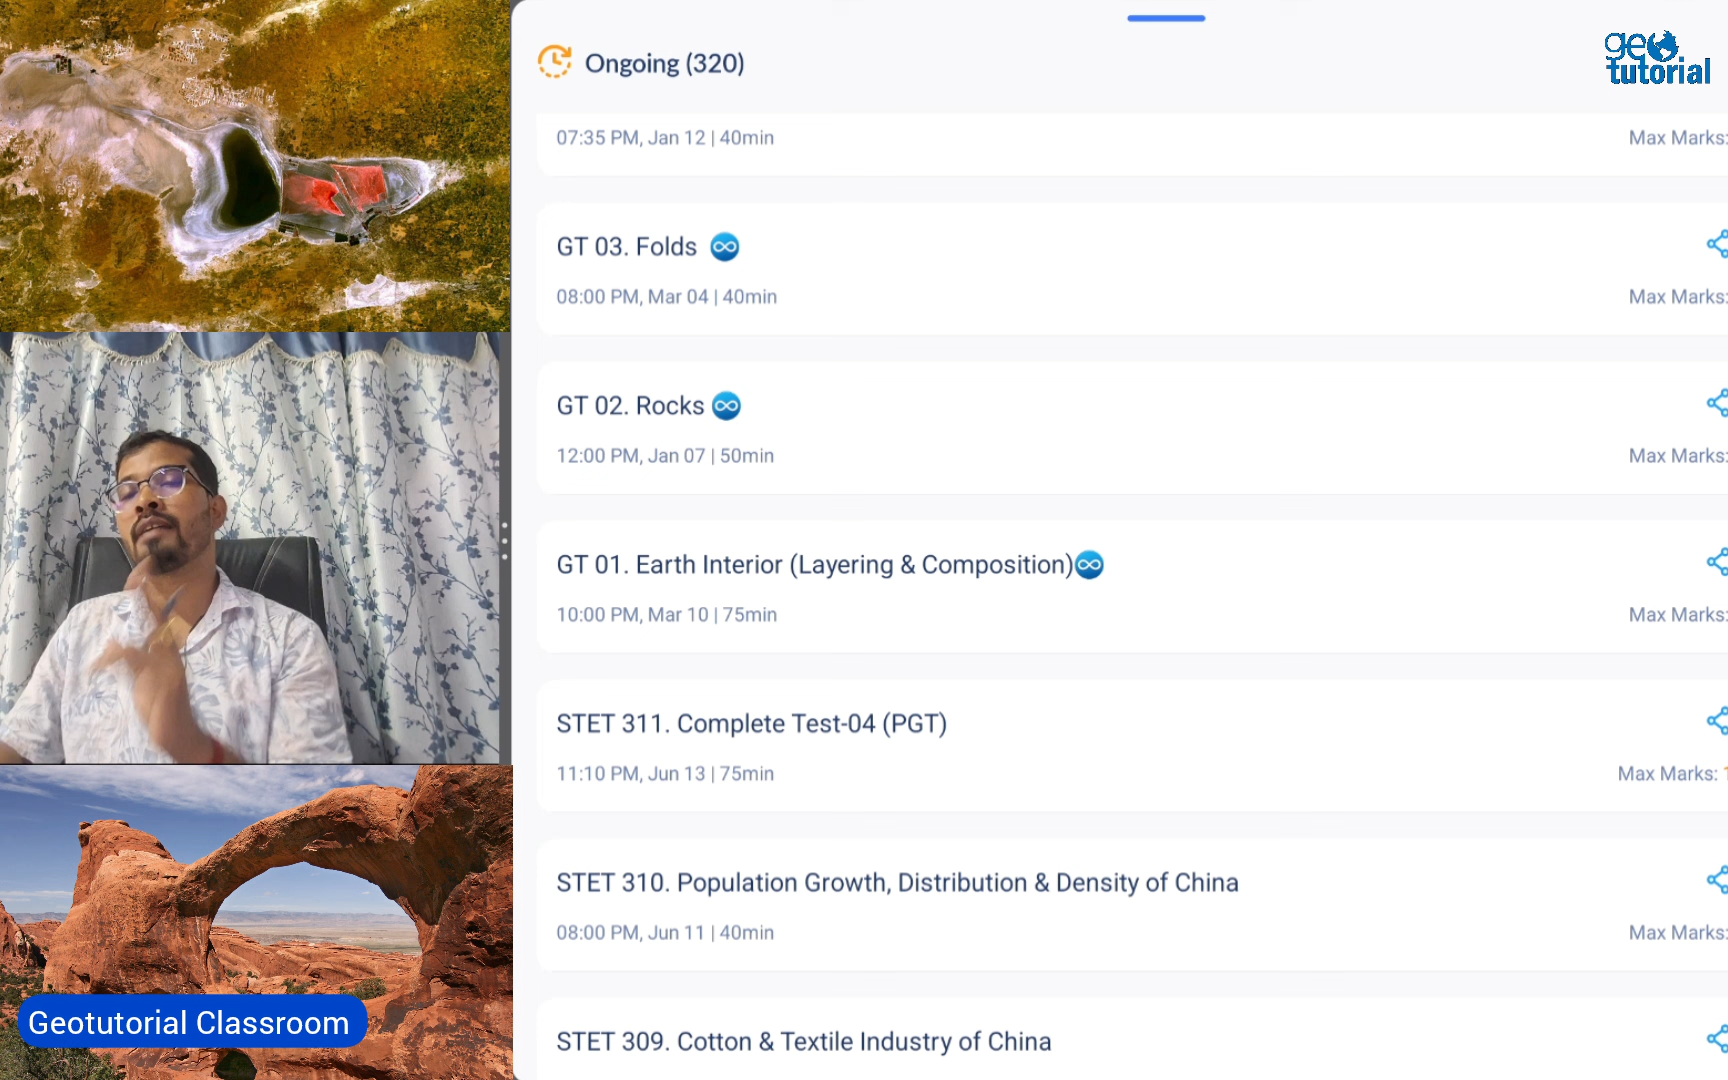 Ongoing (320)
geo
tutorial
07:35 PM, Jan 12 | 40min
Max Marks:
GT 03. Folds
08:00 PM, Mar 04 | 40min
Max Marks:
GT 02. Rocks
12:00 PM, Jan 07 | 50min
Max Marks:
GT 01. Earth Interior (Layering & Composition)
10:00 PM, Mar 10 | 75min
Max Marks:
STET 311. Complete Test-04 (PGT)
11:10 PM, Jun 13 | 75min
Max Marks: 1
STET 310. Population Growth, Distribution & Density of China
08:00 PM, Jun 11 | 40min
Max Marks:
STET 309. Cotton & Textile Industry of China
Geotutorial Classroom